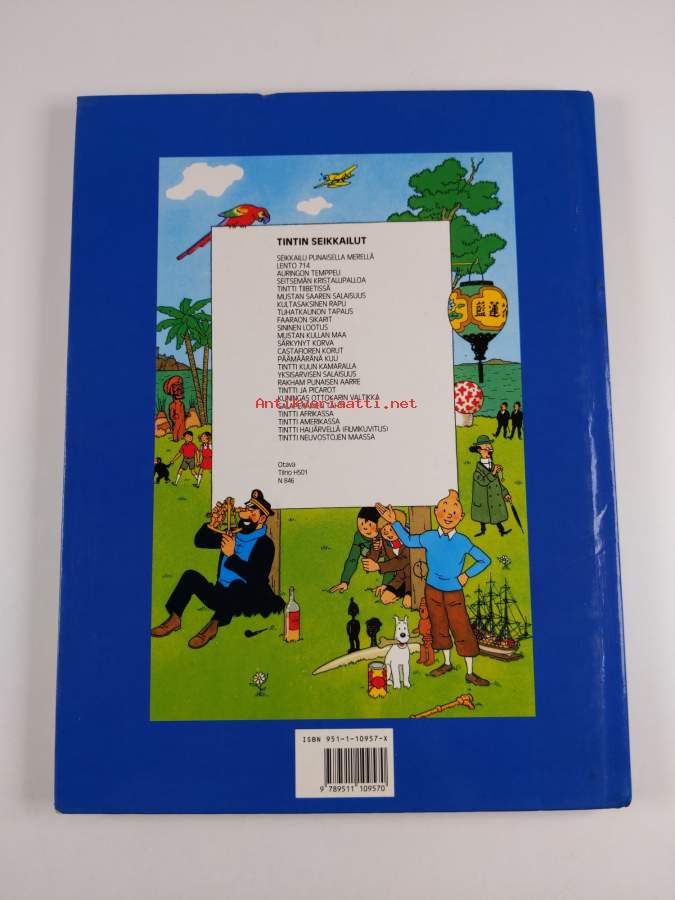 TINTIN SEIKKAILUT
SEIKKAILU PUNAISELLA MERELLÄ
LENTO 714
AURINGON TEMPPELI
SEITSEMÄN KRISTALLIPALLOA
TINTTI TIIBETISSÄ
MUSTAN SAAREN SALAISUUS
KULTASAKSINEN RAPU
TUHATKAUNON TAPAUS
FAARAON SIKARIT
SININEN LOOTUS
MUSTAN KULLAN MAA
SÄRKYNYT KORVA
CASTAFIOREN KORUT
PÄÄMÄÄRÄNÄ KUU
TINTTI KUUN KAMARALLA
YKSISARVISEN SALAISUUS
RAKHAM PUNAISEN AARRE
TINTTI JA PICAROT
KUNINGAS OTTOKARIN VALTIKKA
Antikvariaatti.net
TINTTI AFRIKASSA
TINTTI AMERIKASSA
TINTTI HAIJÄRVELLÄ (FILMIKUVITUS)
TINTTI NEUVOSTOJEN MAASSA
Otava
Tilno H501
N 846
ISBN 951-1-10957-X
9 789511 109570